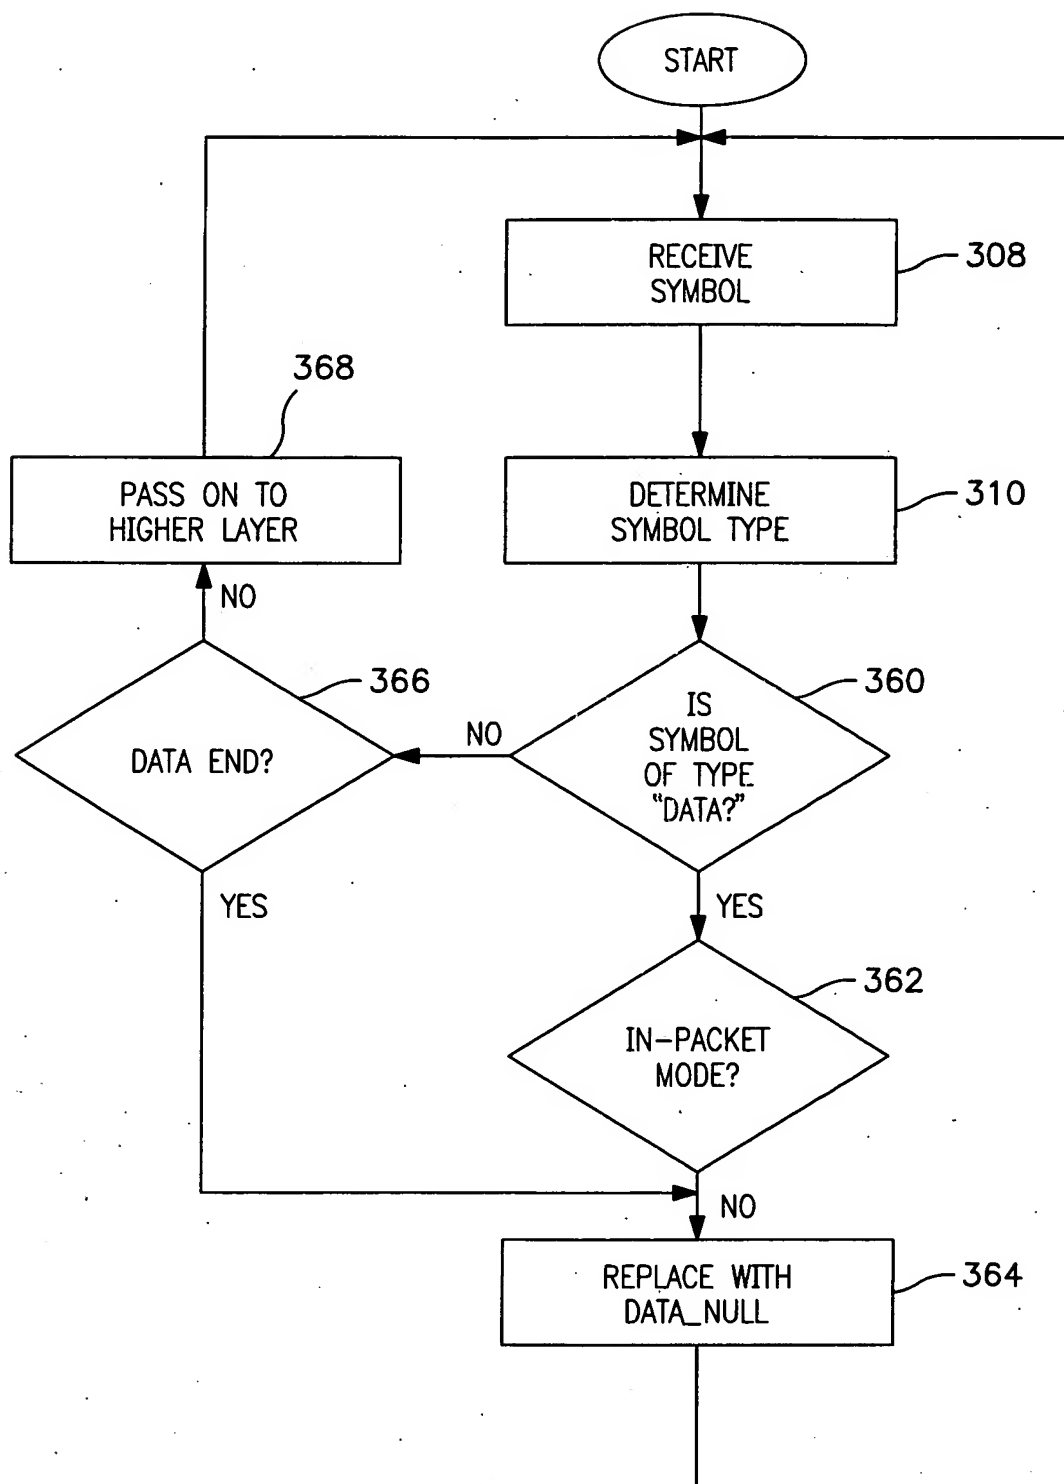 START
RECEIVE
SYMBOL
308
368
PASS ON TO
HIGHER LAYER
DETERMINE
SYMBOL TYPE
310
NO
366
DATA END?
NO
IS
SYMBOL
OF TYPE
"DATA?"
360
YES
YES
IN-PACKET
MODE?
362
NO
REPLACE WITH
DATA_NULL
364